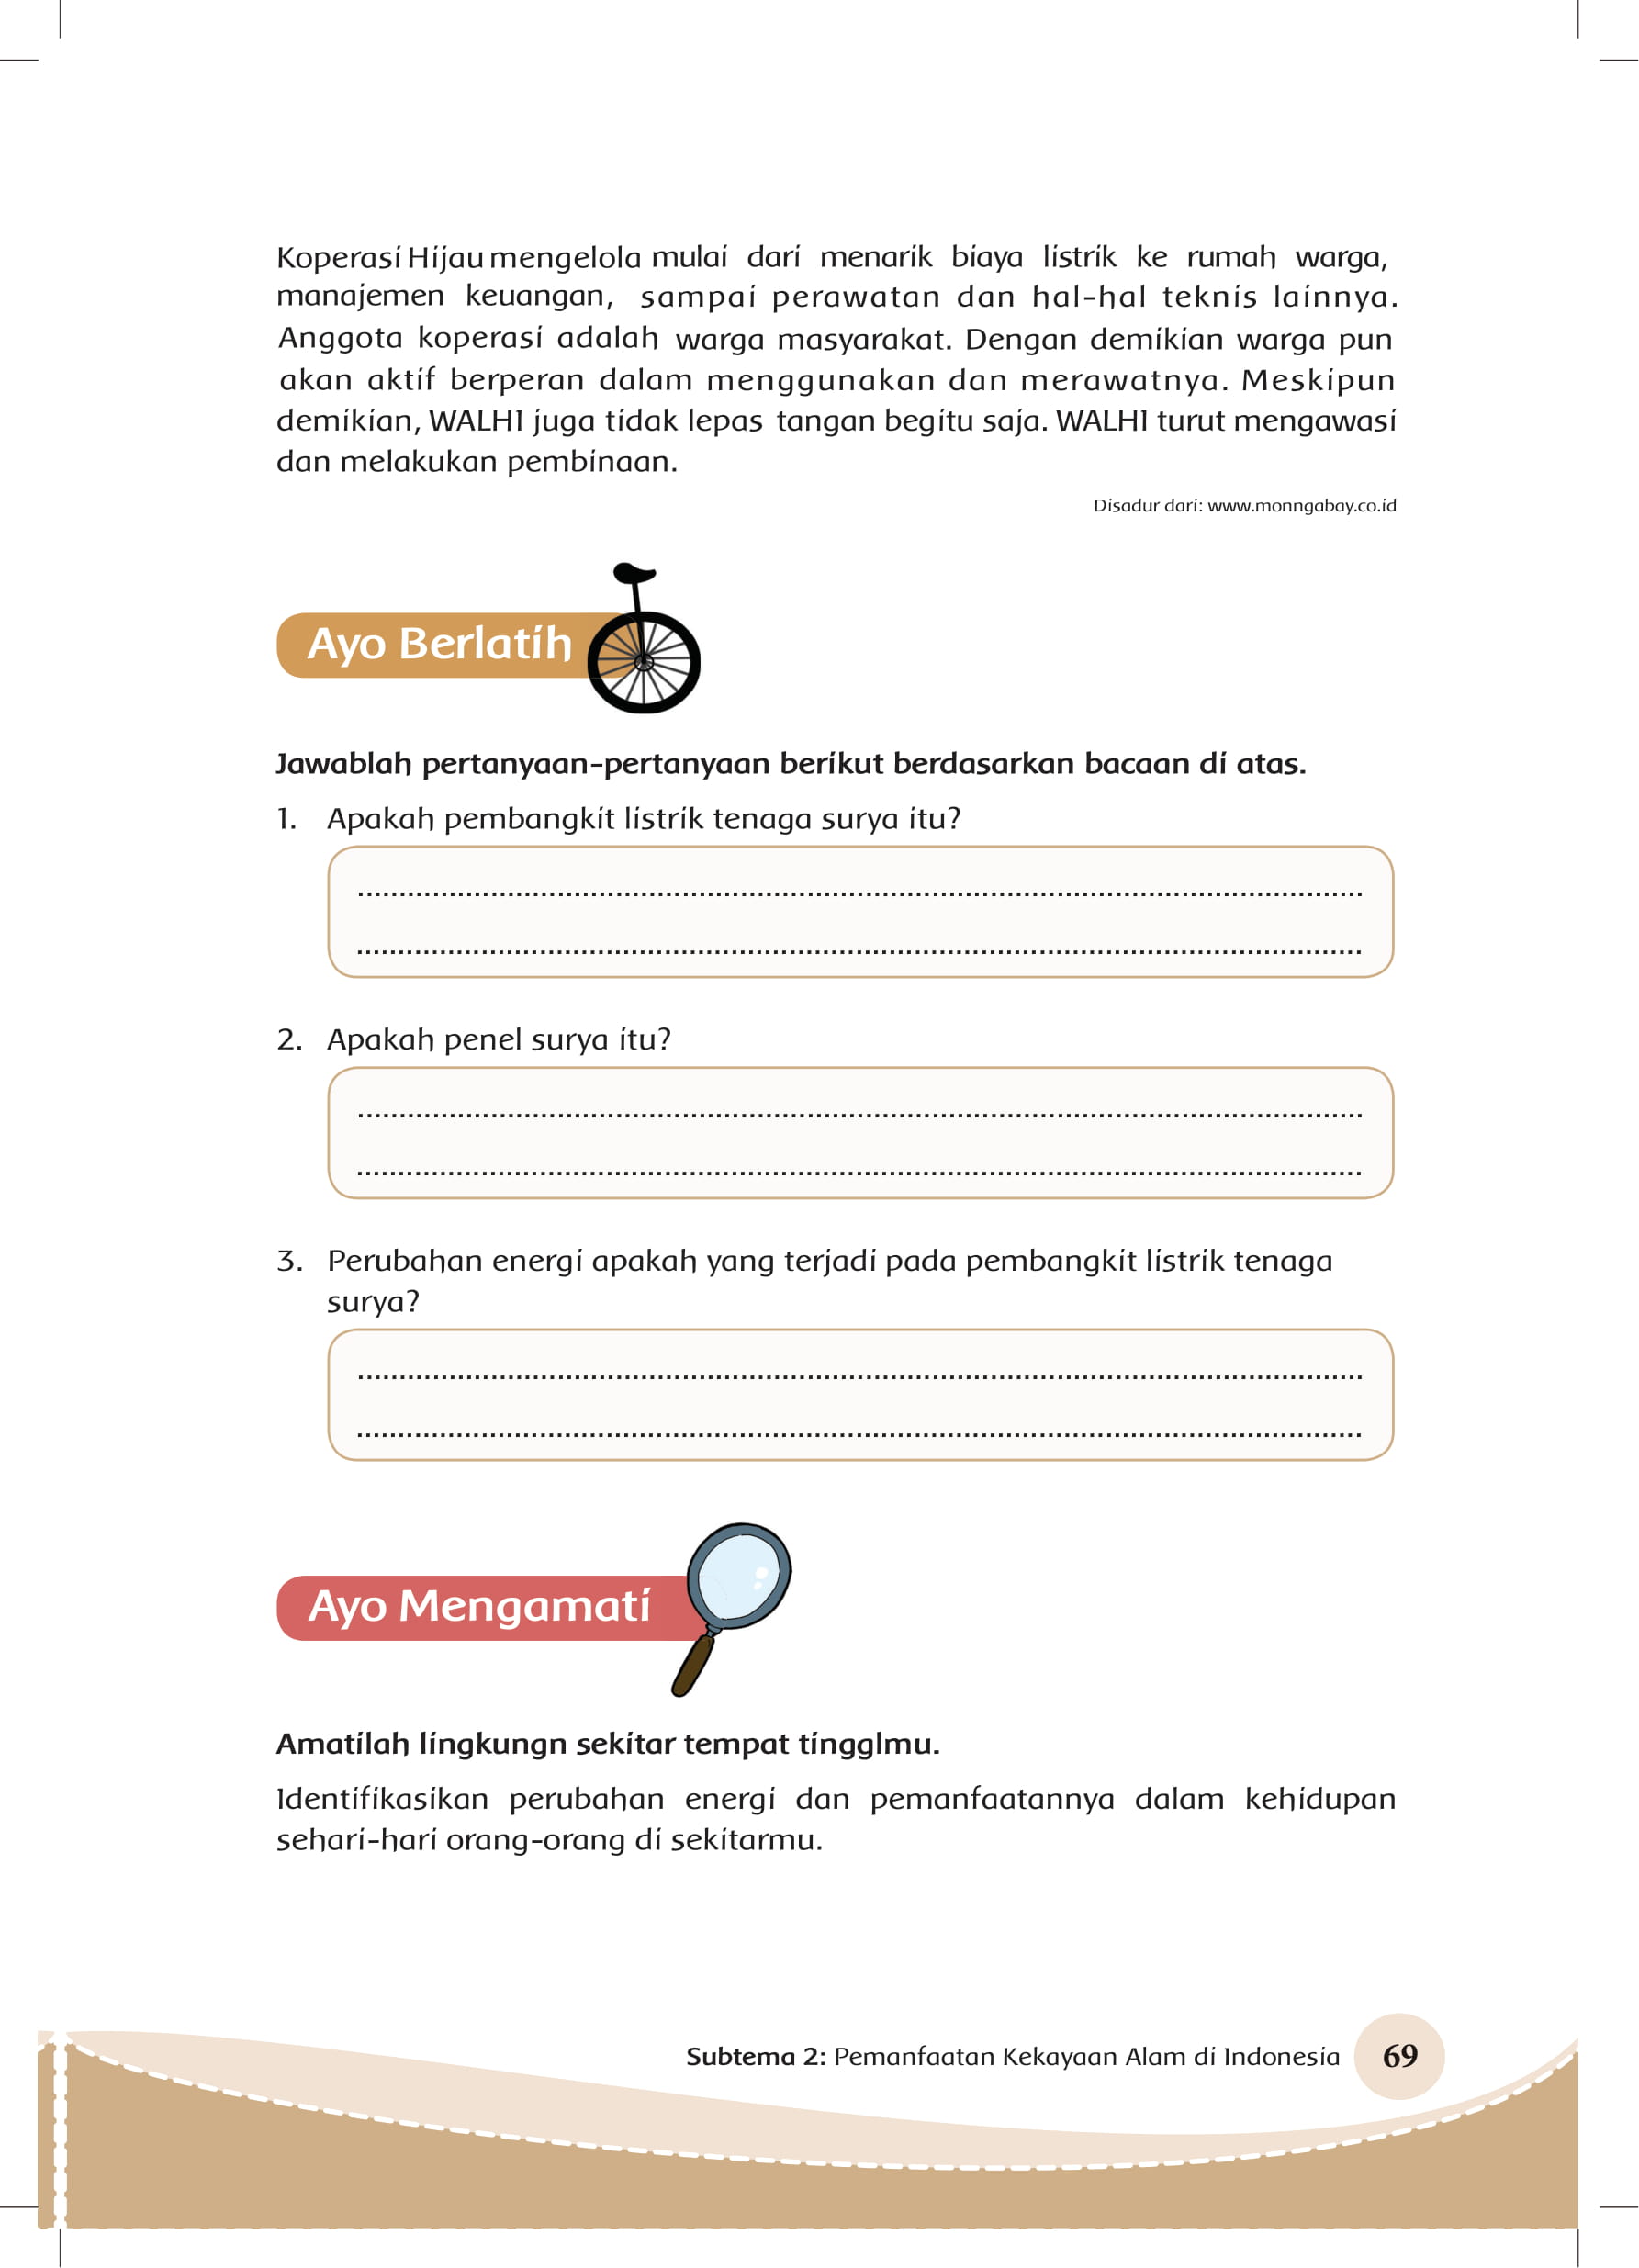 Koperasi Hijau mengelola mulai dari menarik biaya listrik ke rumah warga,
manajemen keuangan, sampai perawatan dan hal-hal teknis lainnya.
Anggota koperasi adalah warga masyarakat. Dengan demikian warga pun
akan aktif berperan dalam menggunakan dan merawatnya. Meskipun
demikian, WALHI juga tidak lepas tangan begitu saja. WALHI turut mengawasi
dan melakukan pembinaan.
Disadur dari: www.monngabay.co.id
Ayo Berlatih
Jawablah pertanyaan-pertanyaan berikut berdasarkan bacaan di atas.
1. Apakah pembangkit listrik tenaga surya itu?
2. Apakah penel surya itu?
3. Perubahan energi apakah yang terjadi pada pembangkit listrik tenaga
surya?
Ayo Mengamati
Amatilah lingkungn sekitar tempat tingglmu.
Identifikasikan perubahan energi dan pemanfaatannya dalam kehidupan
sehari-hari orang-orang di sekitarmu.
Subtema 2: Pemanfaatan Kekayaan Alam di Indonesia 69